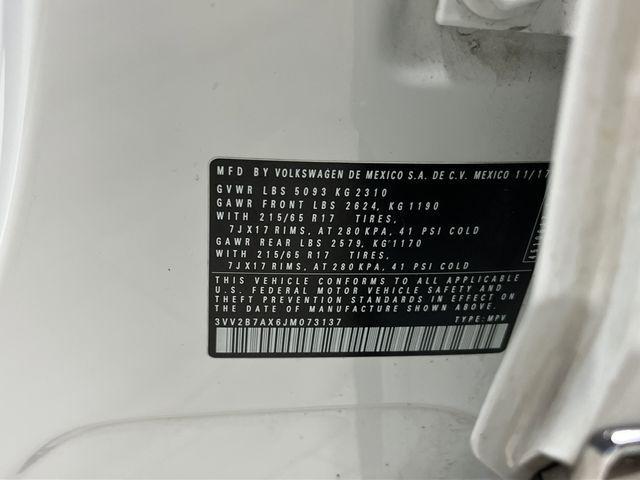 MFD BY VOLKSWAGEN DE MEXICO S.A. DE C.V. MEXICO 11/17
GVWR LBS 5093 KG 2310
GAWR FRONT LBS 2624, KG 1190
WITH 215/65 R17 TIRES,
7JX17 RIMS, AT 280 KPA, 41 PSI COLD
GAWR REAR LBS 2579, KG 1170
WITH 215/65 R17 TIRES,
7JX17 RIMS, AT 280 KPA, 41 PSI COLD
THIS VEHICLE CONFORMS TO ALL APPLICABLE
U.S. FEDERAL MOTOR VEHICLE SAFETY AND
THEFT PREVENTION STANDARDS IN EFFECT ON
THE DATE OF MANUFACTURE SHOWN ABOVE.
3VV2B7AX6JM073137 TYPE: MPV